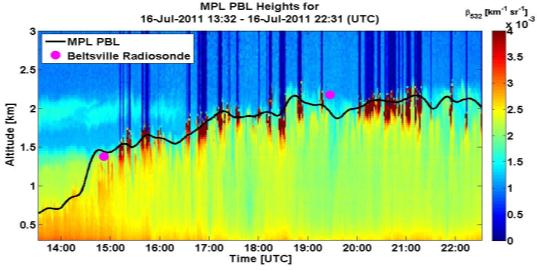 MPL PBL Heights for
16-Jul-2011 13:32 - 16-Jul-2011 22:31 (UTC)
β532 [km-1 sr-1]
x 10-3
MPL PBL
Beltsville Radiosonde
Altitude [km]
3
2.5
2
1.5
1
0.5
14:00 15:00 16:00 17:00 18:00 19:00 20:00 21:00 22:00
Time [UTC]
4
3.5
3
2.5
2
1.5
1
0.5
0